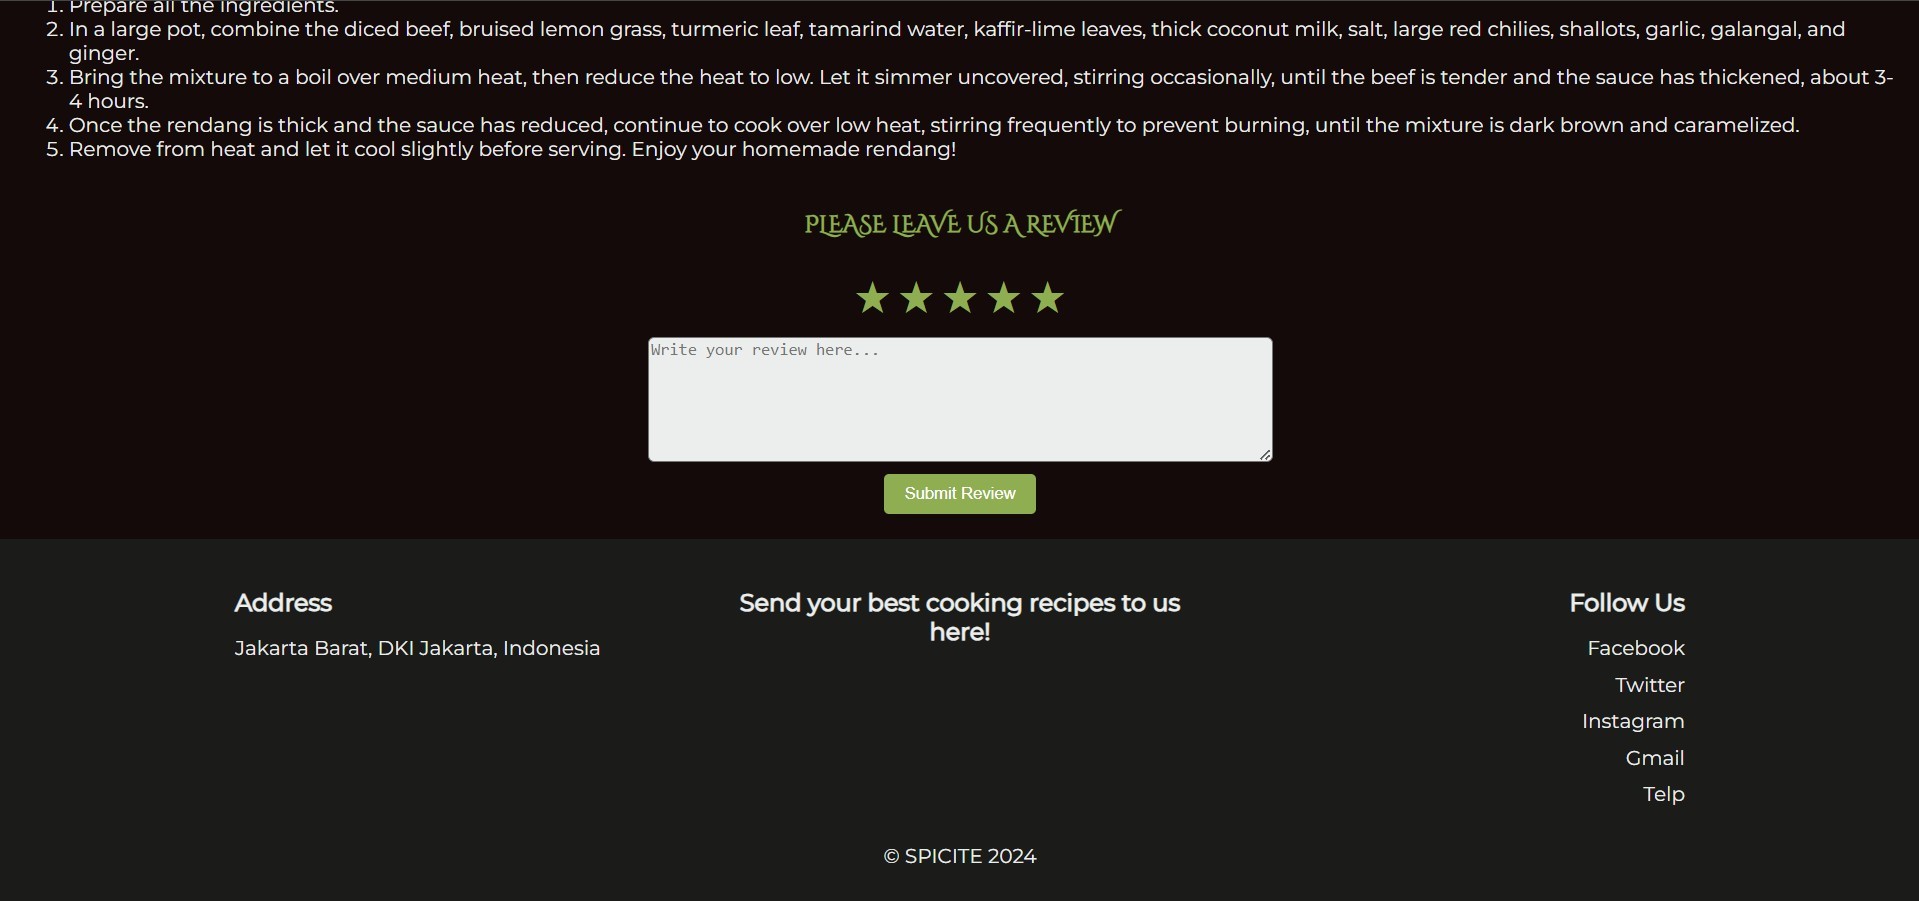 1. Prepare all the ingredients.
2. In a large pot, combine the diced beef, bruised lemon grass, turmeric leaf, tamarind water, kaffir-lime leaves, thick coconut milk, salt, large red chilies, shallots, garlic, galangal, and
ginger.
3. Bring the mixture to a boil over medium heat, then reduce the heat to low. Let it simmer uncovered, stirring occasionally, until the beef is tender and the sauce has thickened, about 3-
4 hours.
4. Once the rendang is thick and the sauce has reduced, continue to cook over low heat, stirring frequently to prevent burning, until the mixture is dark brown and caramelized.
5. Remove from heat and let it cool slightly before serving. Enjoy your homemade rendang!
PLEASE LEAVE US A REVIEW
Write your review here...
Submit Review
Address
Jakarta Barat, DKI Jakarta, Indonesia
Send your best cooking recipes to us
here!
Follow Us
Facebook
Twitter
Instagram
Gmail
Telp
© SPICITE 2024